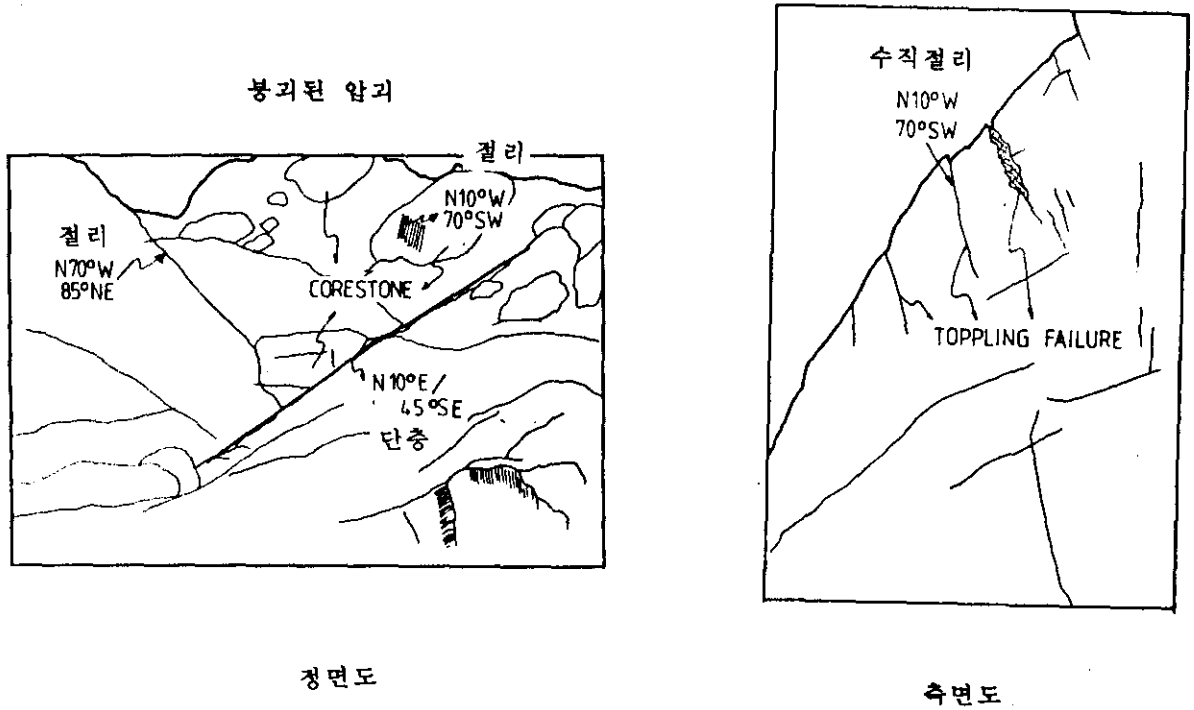 붕괴된 암괴
절리
N10°W
70°SW
절리
N70°W
85°NE
CORESTONE
N10°E/
45°SE
단층
정면도
수직절리
N10°W
70°SW
TOPPLING FAILURE
측면도